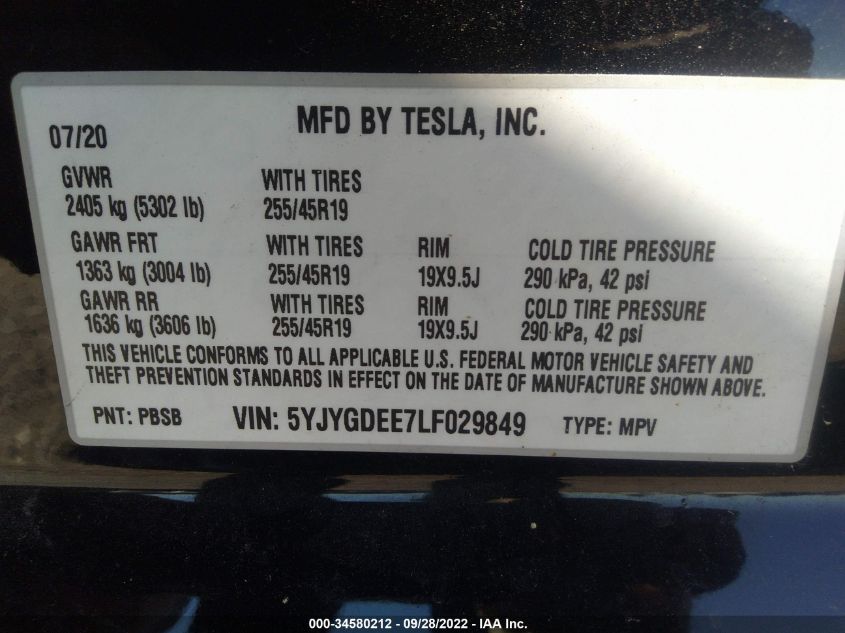 07/20 MFD BY TESLA, INC.
GVWR WITH TIRES
2405 kg (5302 lb) 255/45R19
GAWR FRT WITH TIRES RIM COLD TIRE PRESSURE
1363 kg (3004 lb) 255/45R19 19X9.5J 290 kPa, 42 psi
GAWR RR WITH TIRES RIM COLD TIRE PRESSURE
1636 kg (3606 lb) 255/45R19 19X9.5J 290 kPa, 42 psi
THIS VEHICLE CONFORMS TO ALL APPLICABLE U.S. FEDERAL MOTOR VEHICLE SAFETY AND
THEFT PREVENTION STANDARDS IN EFFECT ON THE DATE OF MANUFACTURE SHOWN ABOVE.
PNT: PBSB VIN: 5YJYGDEE7LF029849 TYPE: MPV
000-34580212 - 09/28/2022 - IAA Inc.